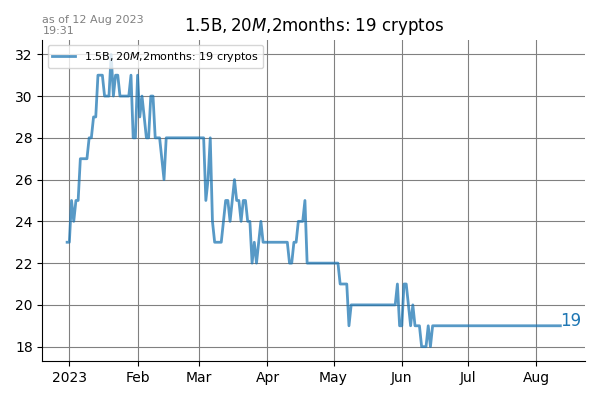 as of 12 Aug 2023
19:31
1.5B, 20M,2months: 19 cryptos
1.5B, 20M,2months: 19 cryptos
32
30
28
26
24
22
20
18
19
2023 Feb Mar Apr May Jun Jul Aug